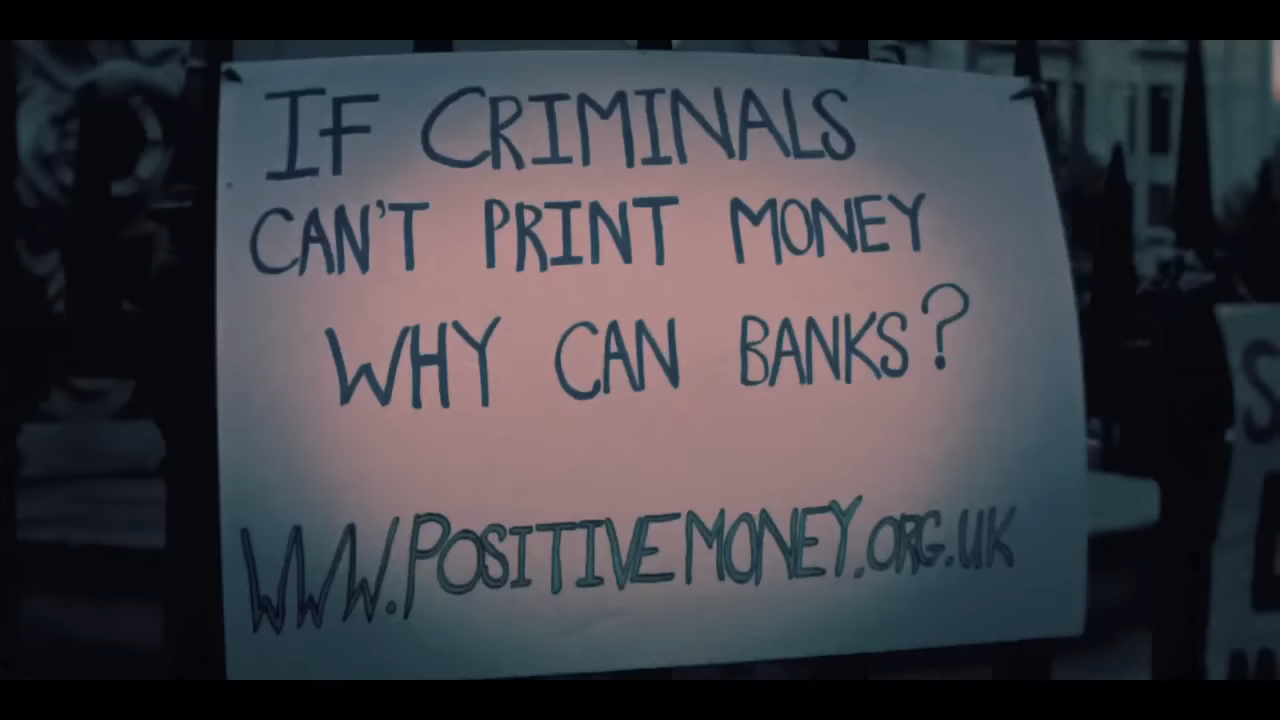 IF CRIMINALS
CAN'T PRINT MONEY
WHY CAN BANKS?
WWW.POSITIVEMONEY.ORG.UK